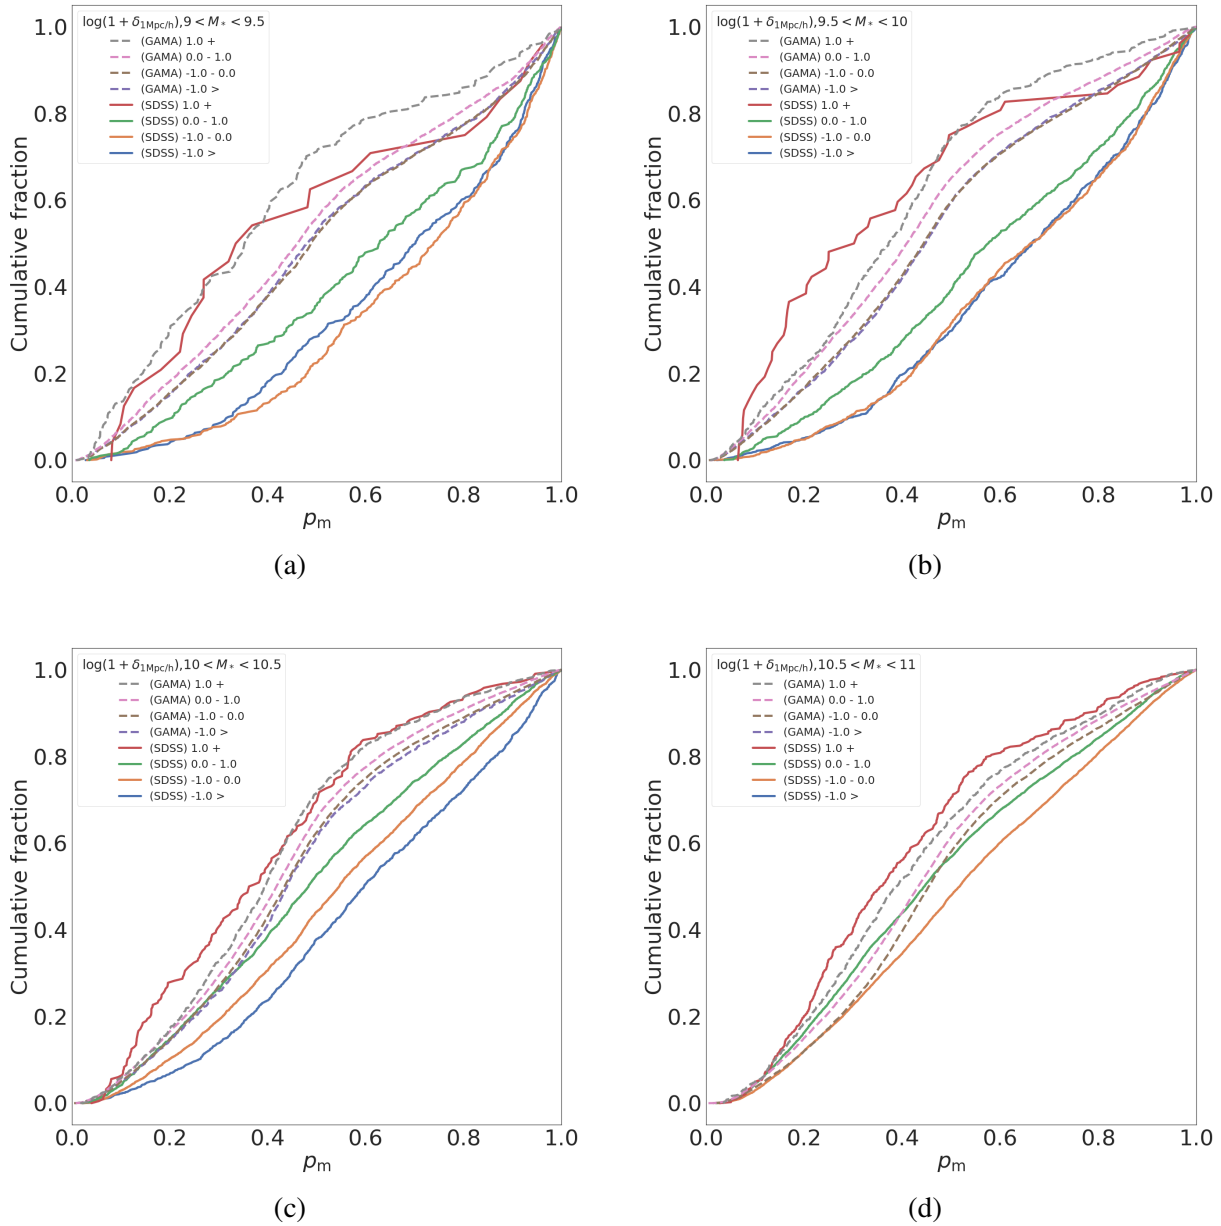 log(1 + δ1Mpc/h),9 < M* < 9.5
(GAMA) 1.0 +
(GAMA) 0.0 - 1.0
(GAMA) -1.0 - 0.0
(GAMA) -1.0 >
(SDSS) 1.0 +
(SDSS) 0.0 - 1.0
(SDSS) -1.0 - 0.0
(SDSS) -1.0 >
1.0
0.8
0.6
0.4
0.2
0.0
Cumulative fraction
0.0 0.2 0.4 0.6 0.8 1.0
pm
(a)
log(1 + δ1Mpc/h),9.5 < M* < 10
(GAMA) 1.0 +
(GAMA) 0.0 - 1.0
(GAMA) -1.0 - 0.0
(GAMA) -1.0 >
(SDSS) 1.0 +
(SDSS) 0.0 - 1.0
(SDSS) -1.0 - 0.0
(SDSS) -1.0 >
1.0
0.8
0.6
0.4
0.2
0.0
Cumulative fraction
0.0 0.2 0.4 0.6 0.8 1.0
pm
(b)
log(1 + δ1Mpc/h),10 < M* < 10.5
(GAMA) 1.0 +
(GAMA) 0.0 - 1.0
(GAMA) -1.0 - 0.0
(GAMA) -1.0 >
(SDSS) 1.0 +
(SDSS) 0.0 - 1.0
(SDSS) -1.0 - 0.0
(SDSS) -1.0 >
1.0
0.8
0.6
0.4
0.2
0.0
Cumulative fraction
0.0 0.2 0.4 0.6 0.8 1.0
pm
(c)
log(1 + δ1Mpc/h),10.5 < M* < 11
(GAMA) 1.0 +
(GAMA) 0.0 - 1.0
(GAMA) -1.0 - 0.0
(GAMA) -1.0 >
(SDSS) 1.0 +
(SDSS) 0.0 - 1.0
(SDSS) -1.0 - 0.0
(SDSS) -1.0 >
1.0
0.8
0.6
0.4
0.2
0.0
Cumulative fraction
0.0 0.2 0.4 0.6 0.8 1.0
pm
(d)